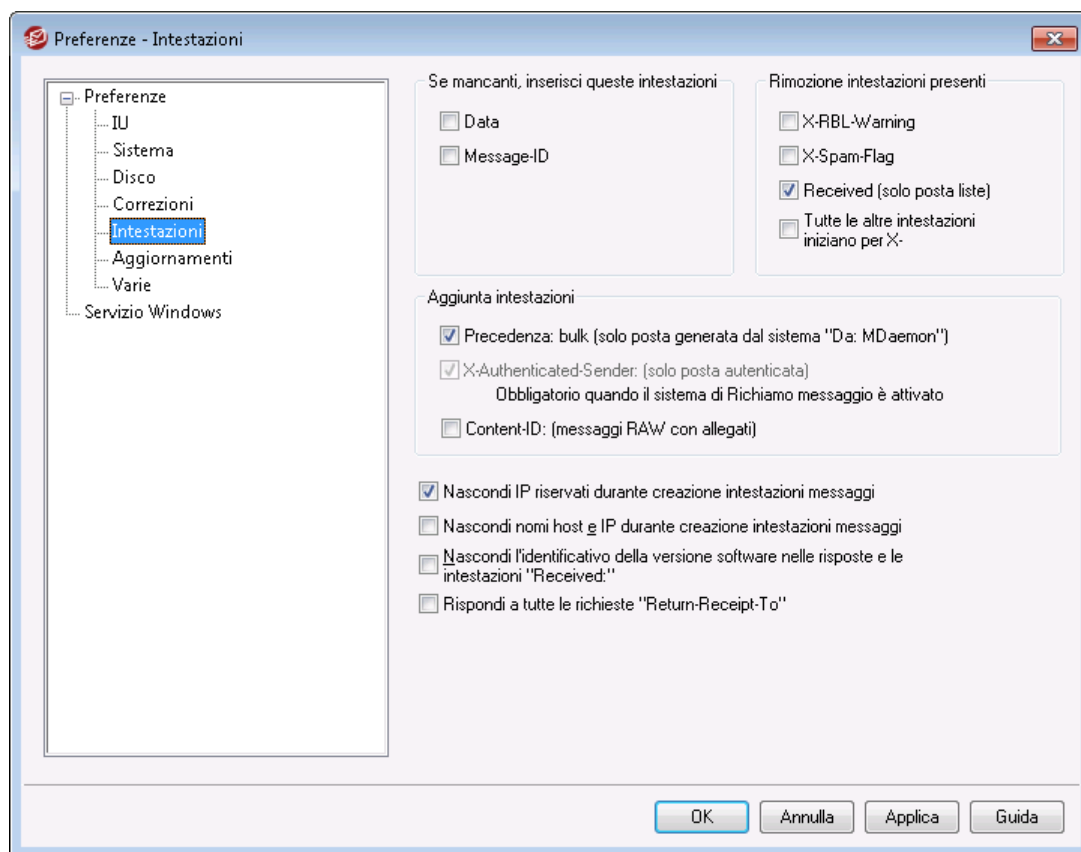 Preferenze - Intestazioni
Preferenze
IU
Sistema
Disco
Correzioni
Intestazioni
Aggiornamenti
Varie
Servizio Windows
Se mancanti, inserisci queste intestazioni
Data
Message-ID
Rimozione intestazioni presenti
X-RBL-Warning
X-Spam-Flag
Received (solo posta liste)
Tutte le altre intestazioni
iniziano per X-
Aggiunta intestazioni
Precedenza: bulk (solo posta generata dal sistema "Da: MDaemon")
X-Authenticated-Sender: (solo posta autenticata)
Obbligatorio quando il sistema di Richiamo messaggio è attivato
Content-ID: (messaggi RAW con allegati)
Nascondi IP riservati durante creazione intestazioni messaggi
Nascondi nomi host e IP durante creazione intestazioni messaggi
Nascondi l'identificativo della versione software nelle risposte e le
intestazioni "Received:"
Rispondi a tutte le richieste "Return-Receipt-To"
OK
Annulla
Applica
Guida